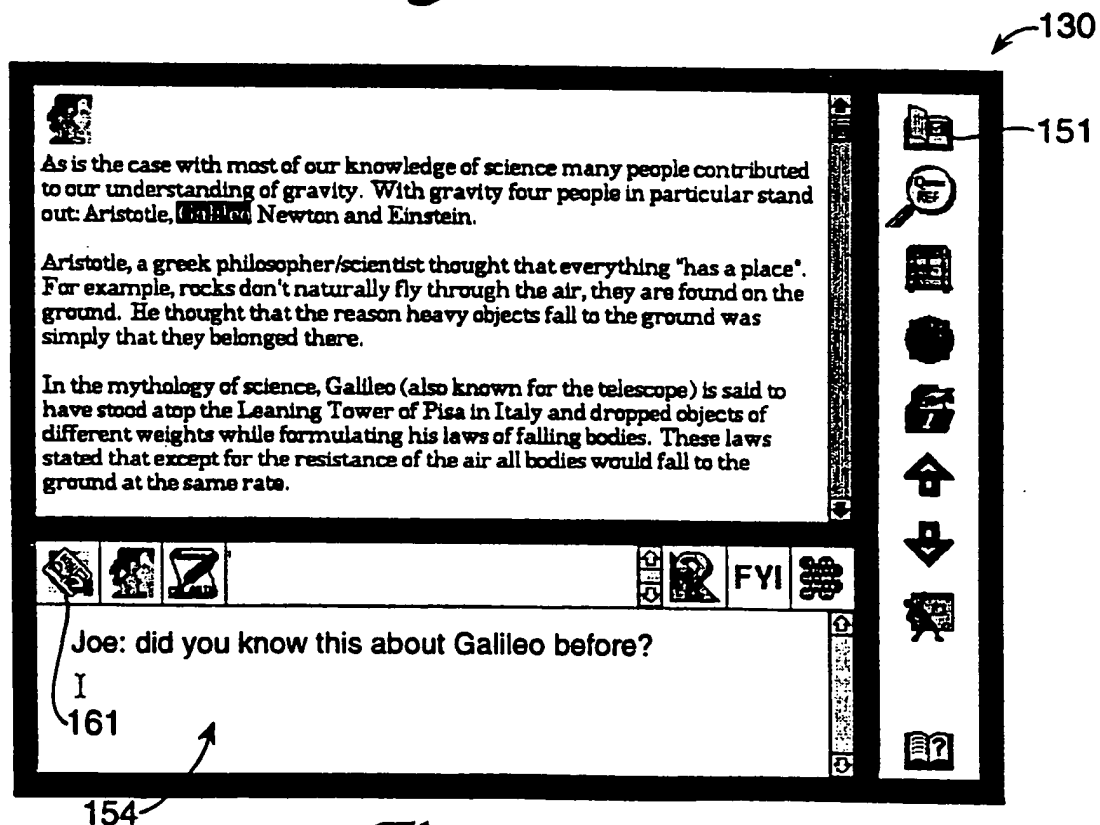 130
151
REF
As is the case with most of our knowledge of science many people contributed
to our understanding of gravity. With gravity four people in particular stand
out: Aristotle, Galileo, Newton and Einstein.
Aristotle, a greek philosopher/scientist thought that everything "has a place".
For example, rocks don't naturally fly through the air, they are found on the
ground. He thought that the reason heavy objects fall to the ground was
simply that they belonged there.
In the mythology of science, Galileo (also known for the telescope) is said to
have stood atop the Leaning Tower of Pisa in Italy and dropped objects of
different weights while formulating his laws of falling bodies. These laws
stated that except for the resistance of the air all bodies would fall to the
ground at the same rate.
R FYI
Joe: did you know this about Galileo before?
161
?
154